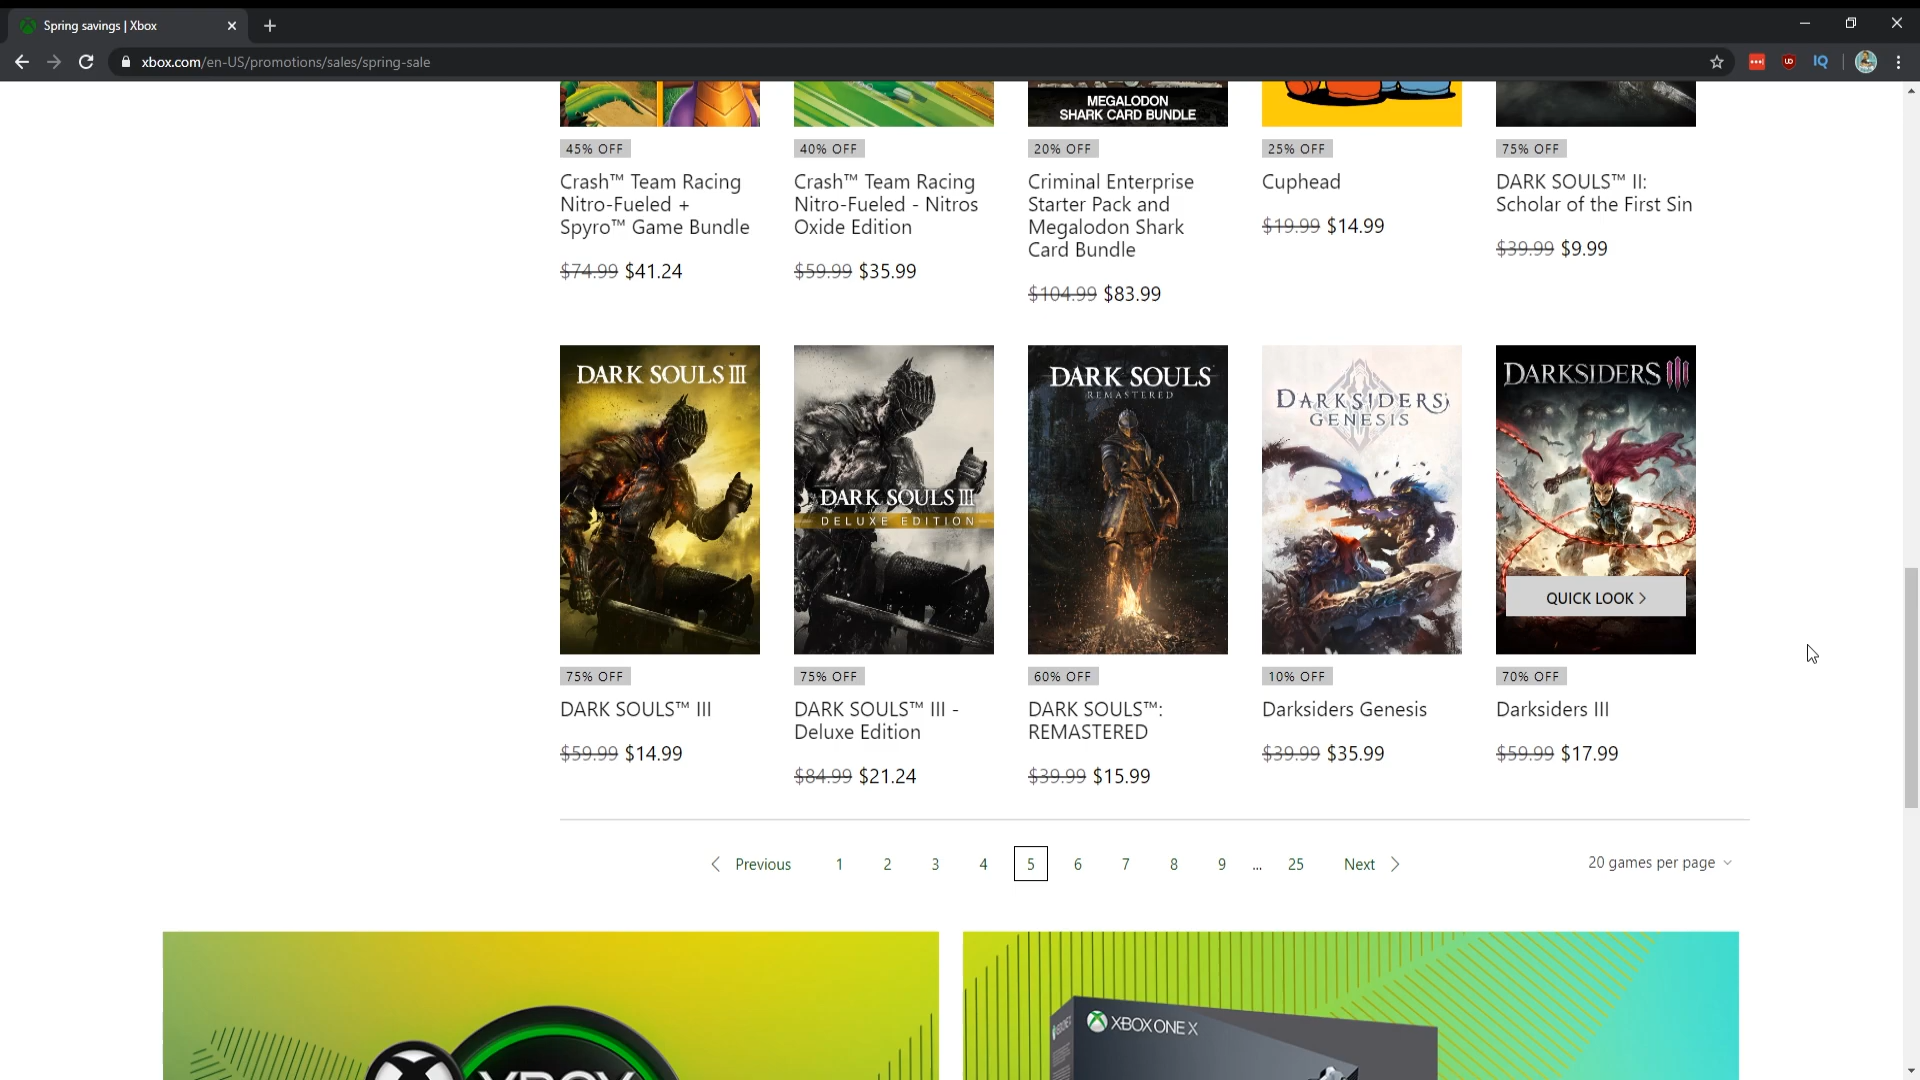 Spring savings | Xbox
xbox.com/en-US/promotions/sales/spring-sale
IQ
MEGALODON
SHARK CARD BUNDLE
45% OFF
Crash™ Team Racing
Nitro-Fueled +
Spyro™ Game Bundle
$74.99 $41.24
40% OFF
Crash™ Team Racing
Nitro-Fueled - Nitros
Oxide Edition
$59.99 $35.99
20% OFF
Criminal Enterprise
Starter Pack and
Megalodon Shark
Card Bundle
$104.99 $83.99
25% OFF
Cuphead
$19.99 $14.99
75% OFF
DARK SOULS™ II:
Scholar of the First Sin
$39.99 $9.99
DARK SOULS III
75% OFF
DARK SOULS™ III
$59.99 $14.99
DARK SOULS III
DELUXE EDITION
75% OFF
DARK SOULS™ III -
Deluxe Edition
$84.99 $21.24
DARK SOULS
REMASTERED
60% OFF
DARK SOULS™:
REMASTERED
$39.99 $15.99
DARKSIDERS
GENESIS
10% OFF
Darksiders Genesis
$39.99 $35.99
DARKSIDERS III
QUICK LOOK >
70% OFF
Darksiders III
$59.99 $17.99
Previous 1 2 3 4 5 6 7 8 9 ... 25 Next
20 games per page
XBOX
XBOX ONE X